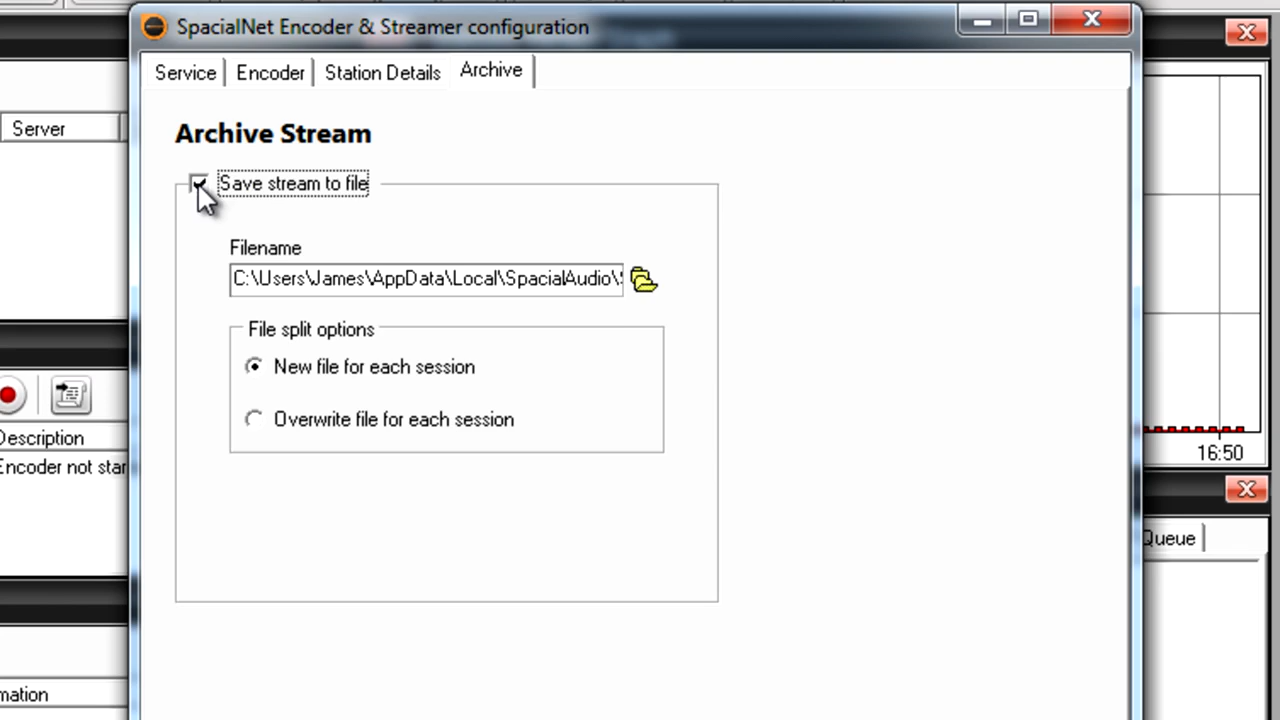 SpacialNet Encoder & Streamer configuration
Service
Encoder
Station Details
Archive
Server
Archive Stream
Save stream to file
Filename
C:\Users\James\AppData\Local\SpacialAudio\
File split options
New file for each session
Overwrite file for each session
Description
Encoder not star
mation
16:50
Queue